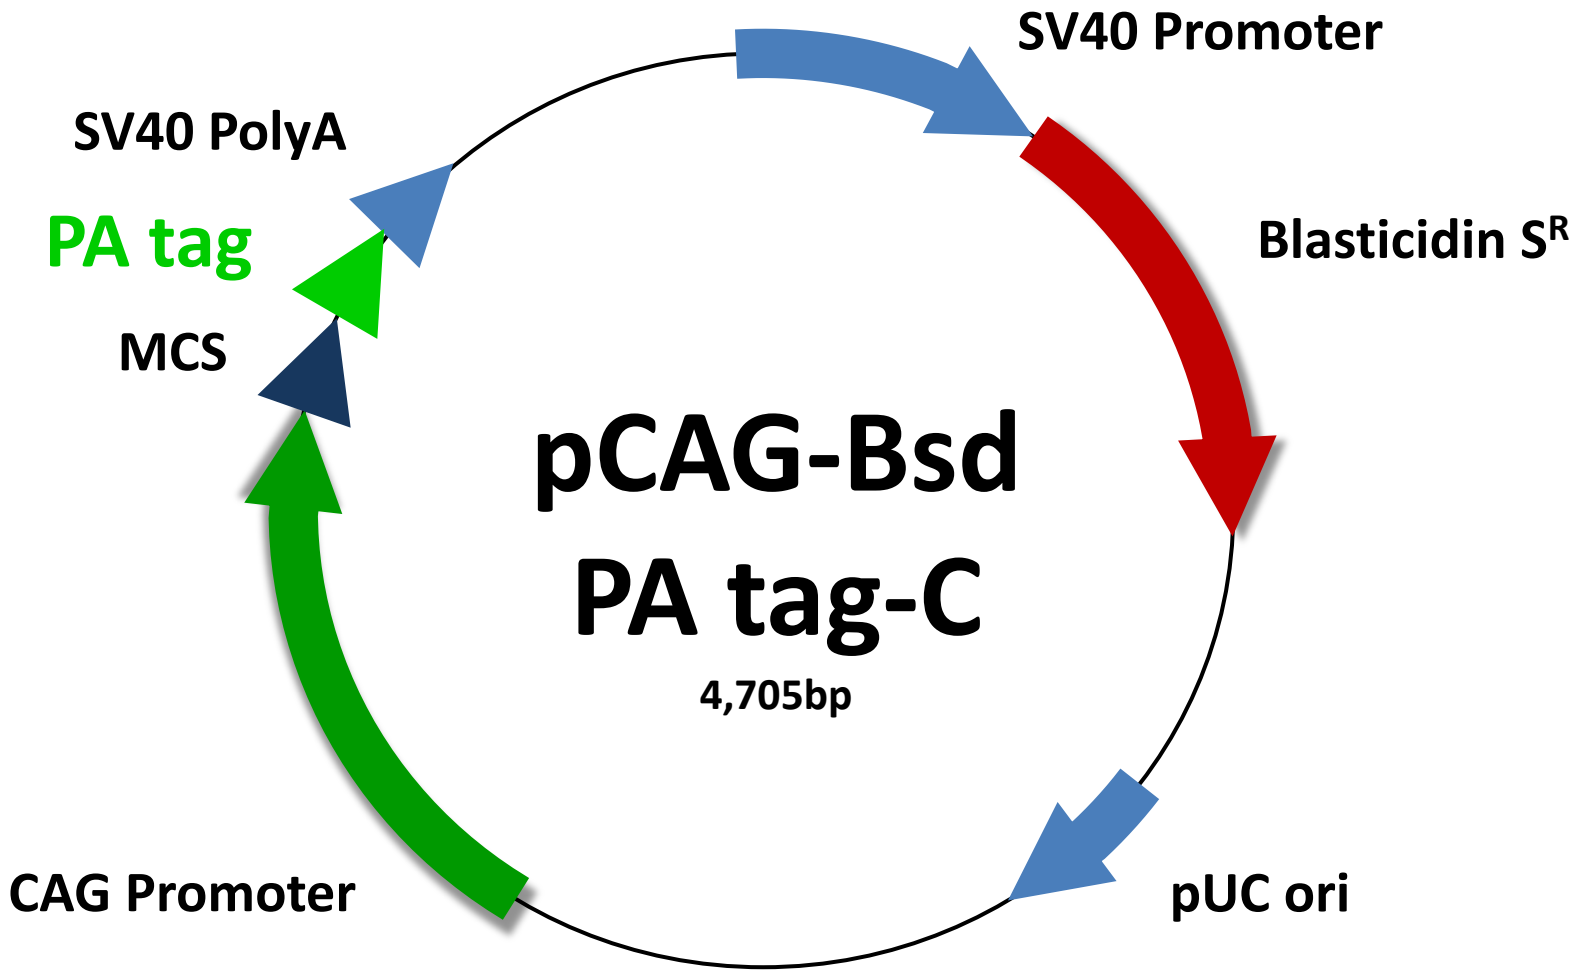 SV40 Promoter
SV40 PolyA
PA tag
Blasticidin Sᴿ
MCS
pCAG-Bsd
PA tag-C
4,705bp
CAG Promoter
pUC ori